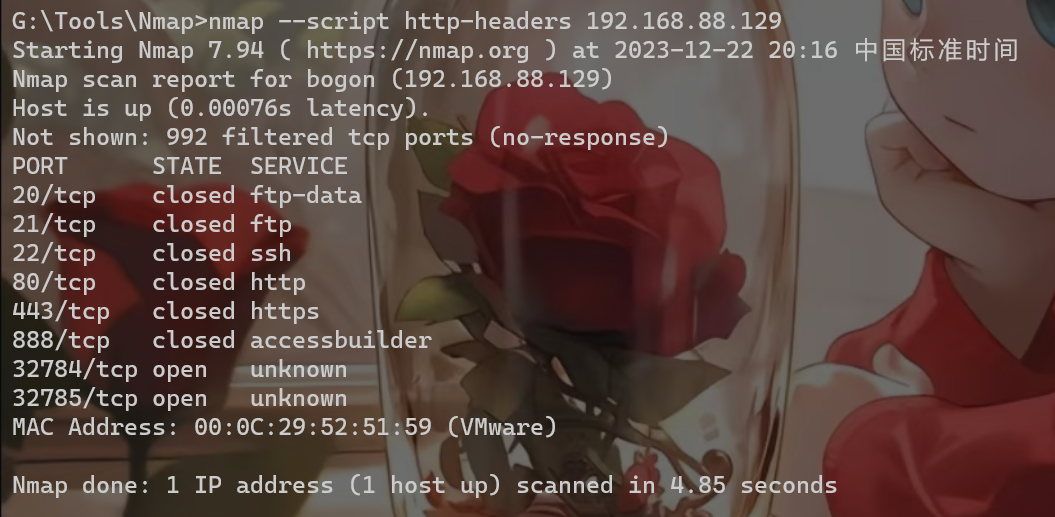 G:\Tools\Nmap>nmap --script http-headers 192.168.88.129
Starting Nmap 7.94 ( https://nmap.org ) at 2023-12-22 20:16 中国标准时间
Nmap scan report for bogon (192.168.88.129)
Host is up (0.00076s latency).
Not shown: 992 filtered tcp ports (no-response)
PORT      STATE  SERVICE
20/tcp    closed ftp-data
21/tcp    closed ftp
22/tcp    closed ssh
80/tcp    closed http
443/tcp   closed https
888/tcp   closed accessbuilder
32784/tcp open   unknown
32785/tcp open   unknown
MAC Address: 00:0C:29:52:51:59 (VMware)
Nmap done: 1 IP address (1 host up) scanned in 4.85 seconds